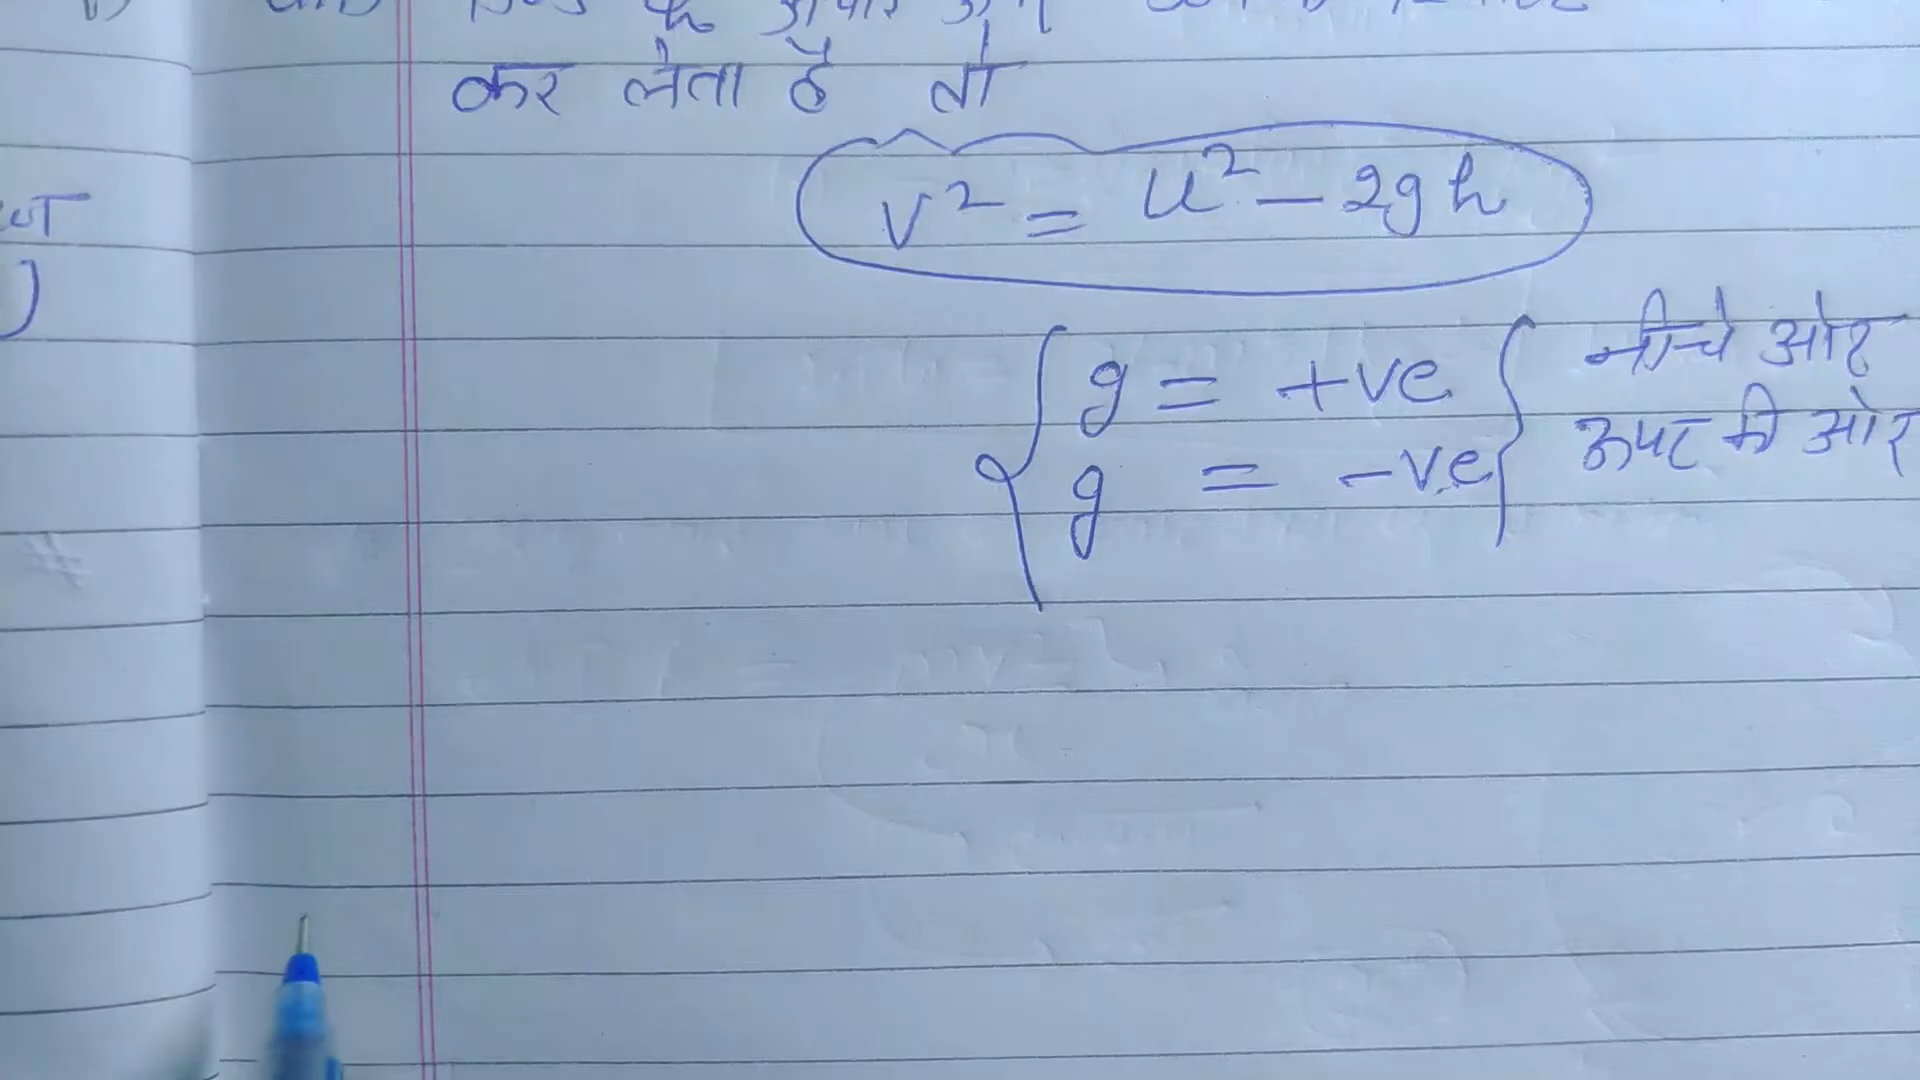 कर लेता है तो
v² = u² – 2gh
g = +ve { नीचे ओर
g = –ve ऊपर की ओर